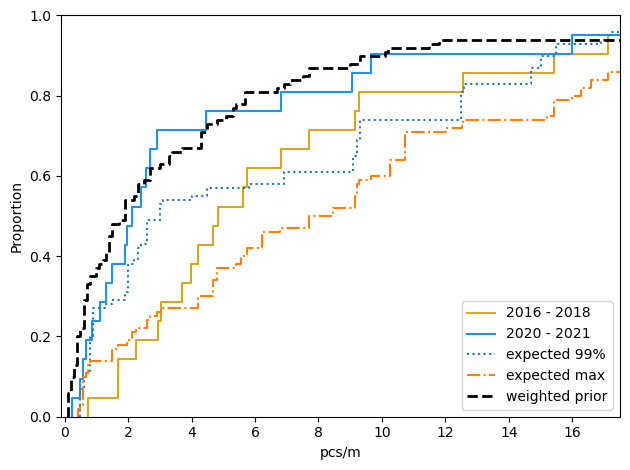 1.0
0.8
0.6
0.4
0.2
0.0
Proportion
0 2 4 6 8 10 12 14 16
pcs/m
2016 - 2018
2020 - 2021
expected 99%
expected max
weighted prior